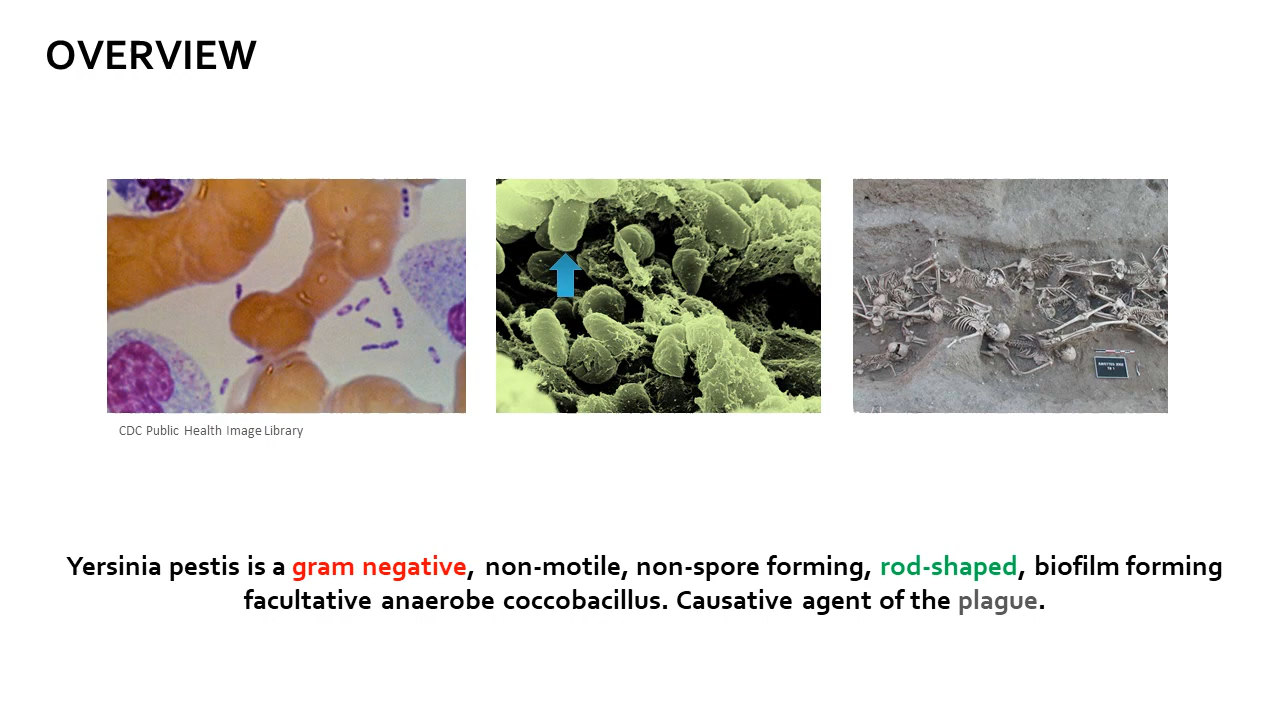 OVERVIEW
CDC Public Health Image Library
Yersinia pestis is a gram negative, non-motile, non-spore forming, rod-shaped, biofilm forming
facultative anaerobe coccobacillus. Causative agent of the plague.